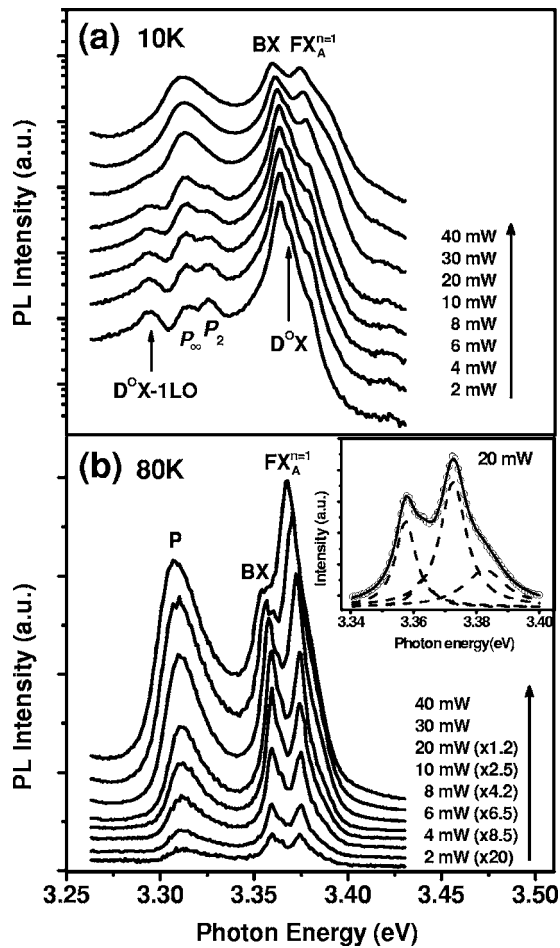 (a) 10K
BX FX_A^{n=1}
PL Intensity (a.u.)
40 mW
30 mW
20 mW
10 mW
8 mW
6 mW
4 mW
2 mW
P_∞ P_2
D^OX
D^OX-1LO
(b) 80K
FX_A^{n=1}
P
BX
PL Intensity (a.u.)
20 mW
Intensity (a.u.)
3.34 3.36 3.38 3.40
Photon energy(eV)
40 mW
30 mW
20 mW (x1.2)
10 mW (x2.5)
8 mW (x4.2)
6 mW (x6.5)
4 mW (x8.5)
2 mW (x20)
3.25 3.30 3.35 3.40 3.45 3.50
Photon Energy (eV)